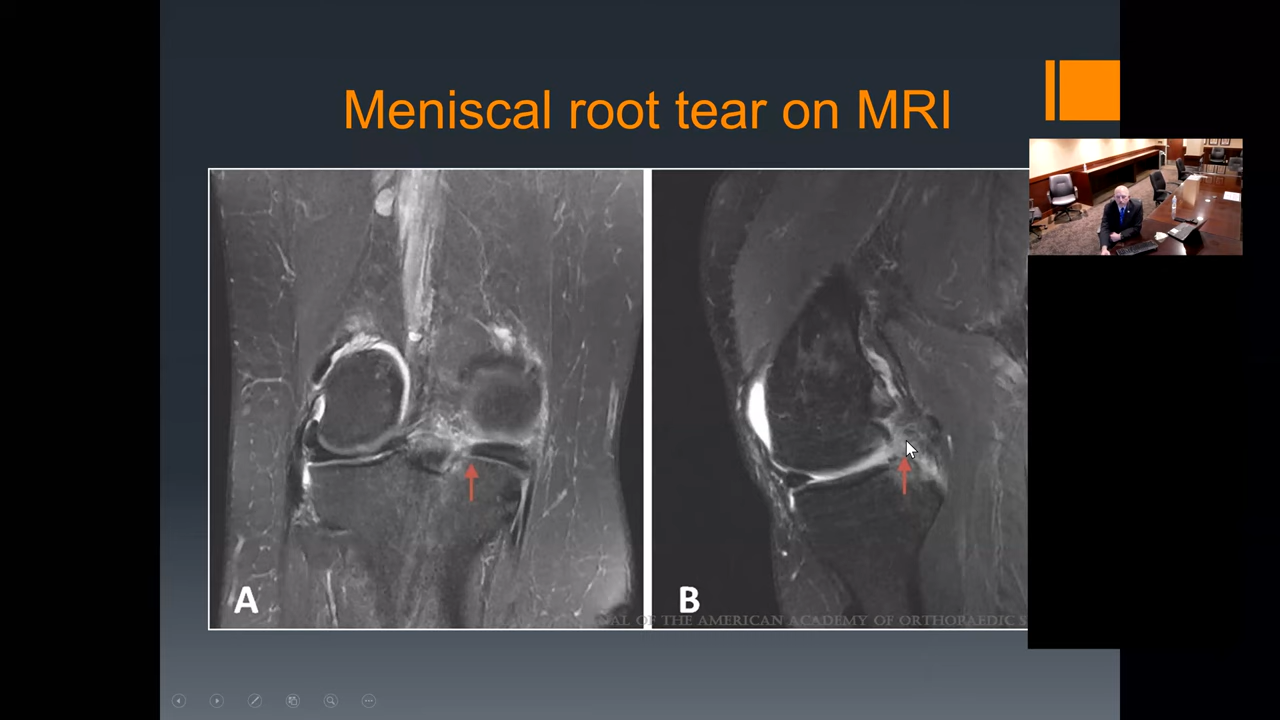 Meniscal root tear on MRI
A
B
NAL OF THE AMERICAN ACADEMY OF ORTHOPAEDIC S